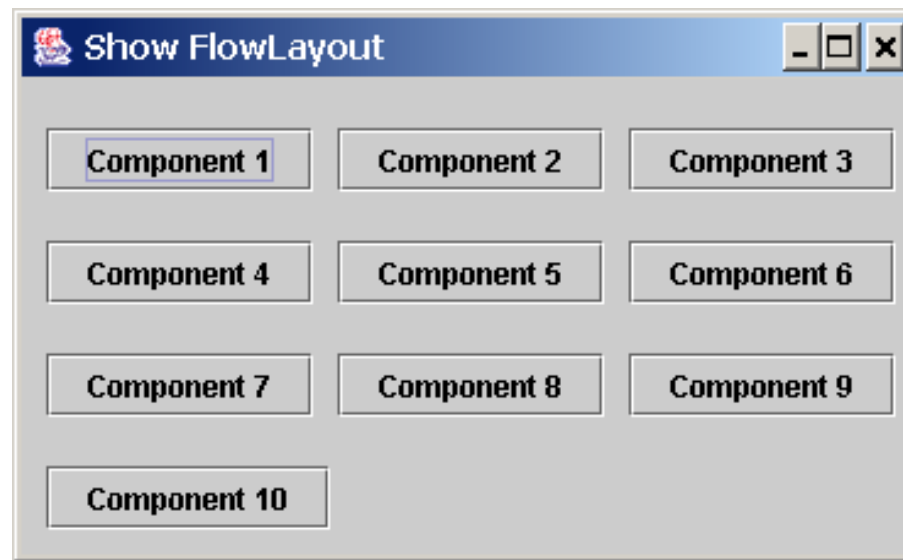 Show FlowLayout
Component 1 Component 2 Component 3
Component 4 Component 5 Component 6
Component 7 Component 8 Component 9
Component 10